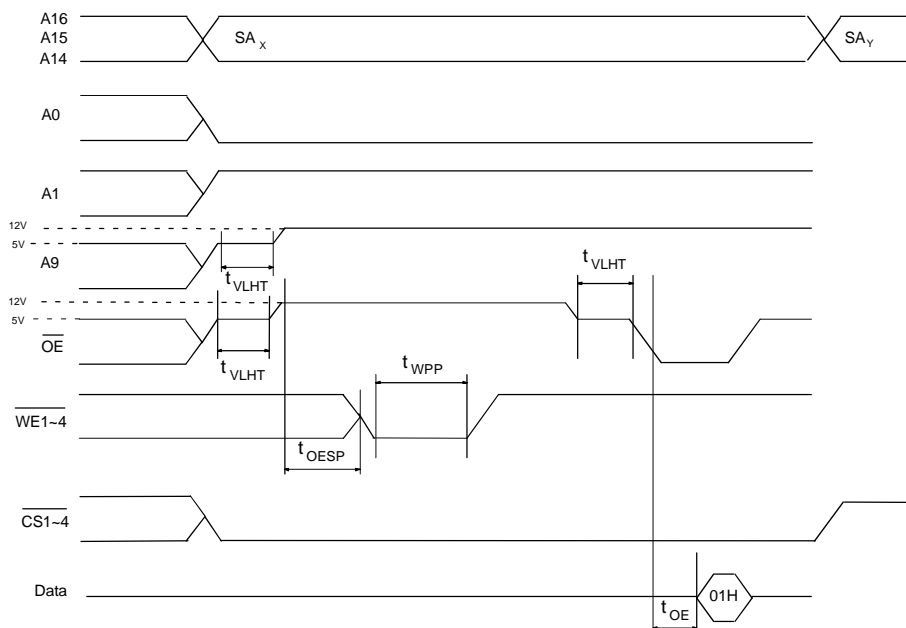 A16
A15
A14
SA X
SA Y
A0
A1
12V
5V
A9
t VLHT
t VLHT
12V
5V
OE
t VLHT
t WPP
WE1~4
t OESP
CS1~4
Data
01H
t OE